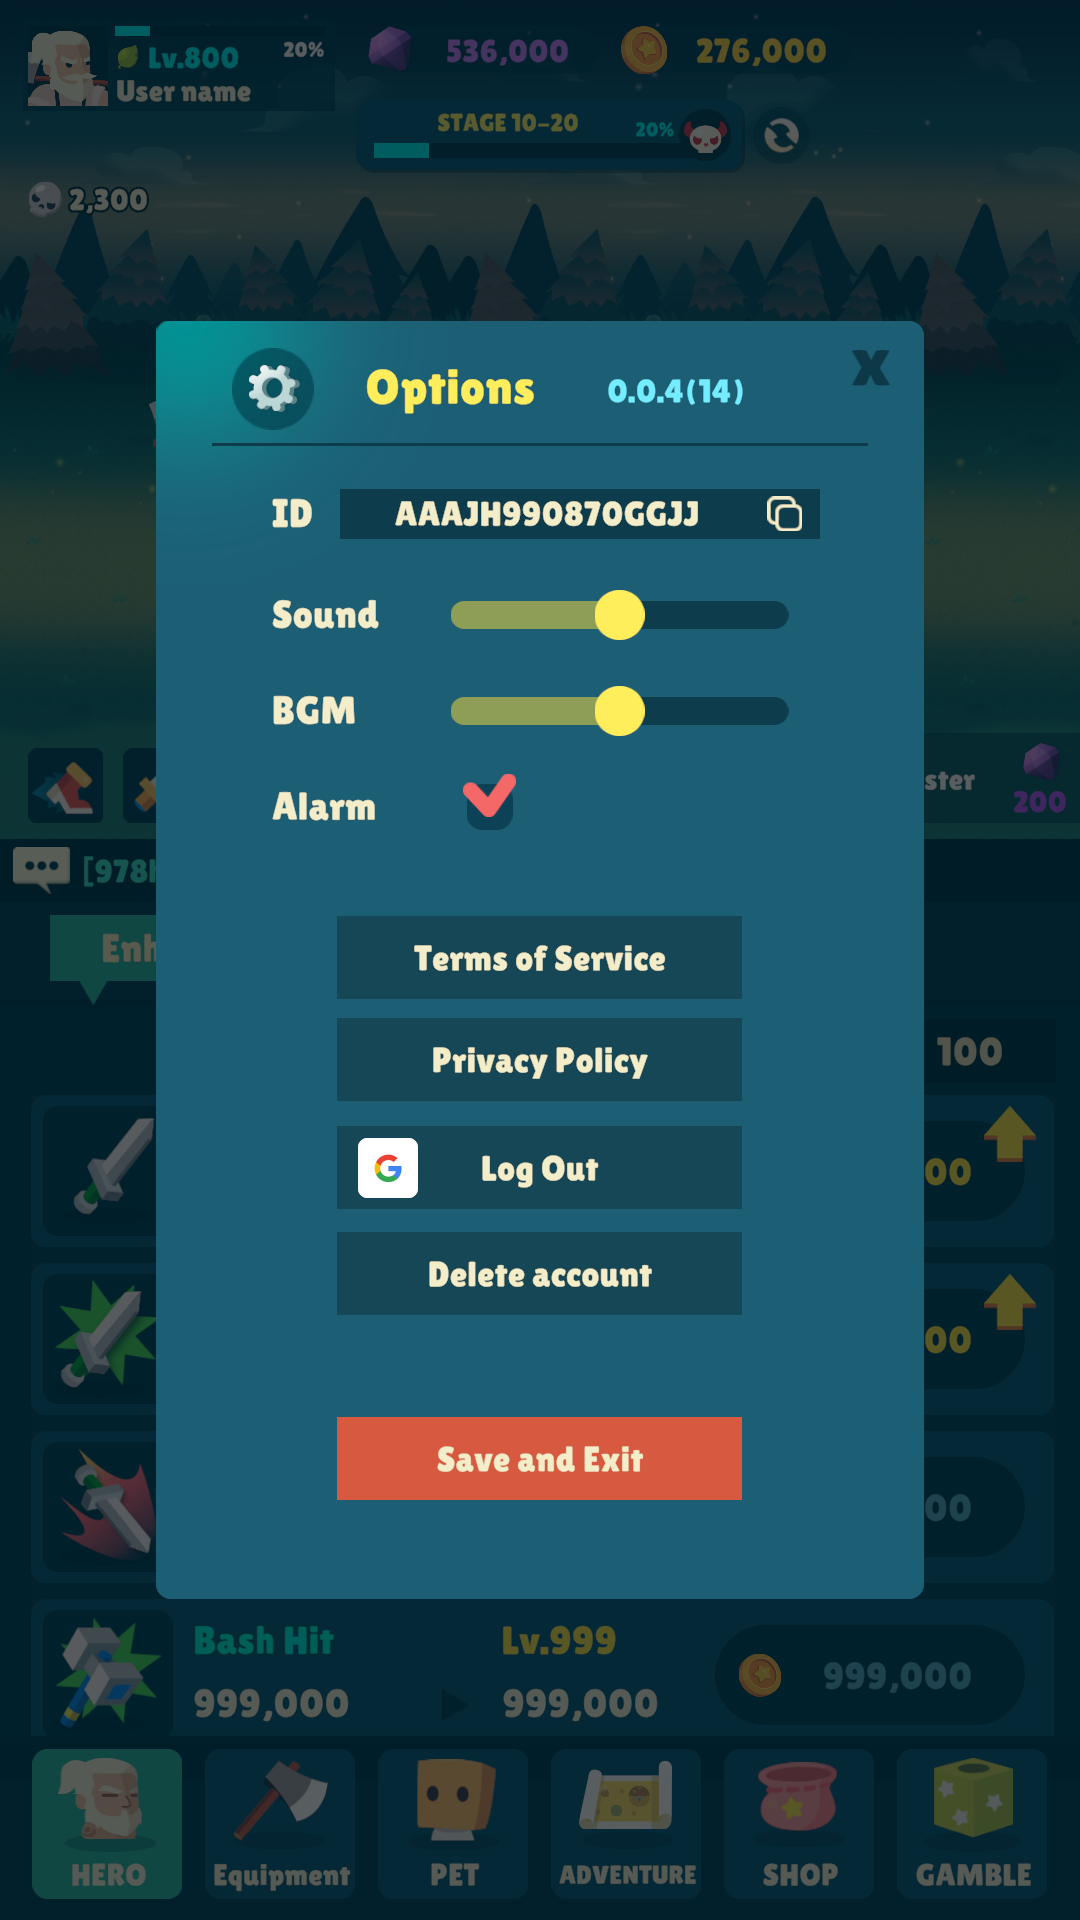 20%
Lv.800
User name
536,000
276,000
STAGE 10-20
20%
2,300
Options
0.0.4(14)
X
ID
AAAJH990870GGJJ
Sound
BGM
Alarm
ster
200
[978
Enh
Terms of Service
Privacy Policy
100
Log Out
00
Delete account
00
Save and Exit
00
Bash Hit
Lv.999
999,000
999,000
999,000
HERO
Equipment
PET
ADVENTURE
SHOP
GAMBLE